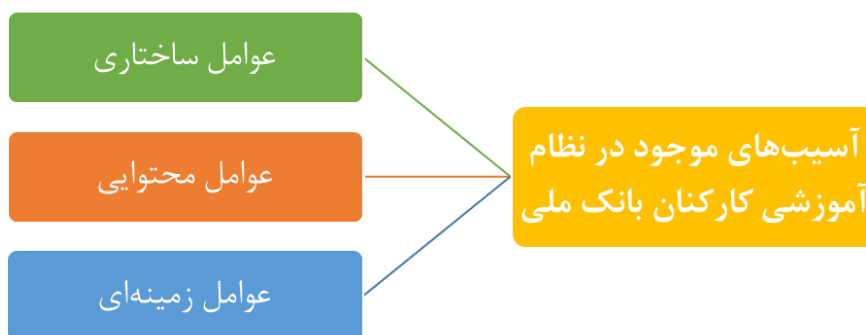 عوامل ساختاری
آسیب‌های موجود در نظام
آموزشی کارکنان بانک ملی
عوامل محتوایی
عوامل زمینه‌ای